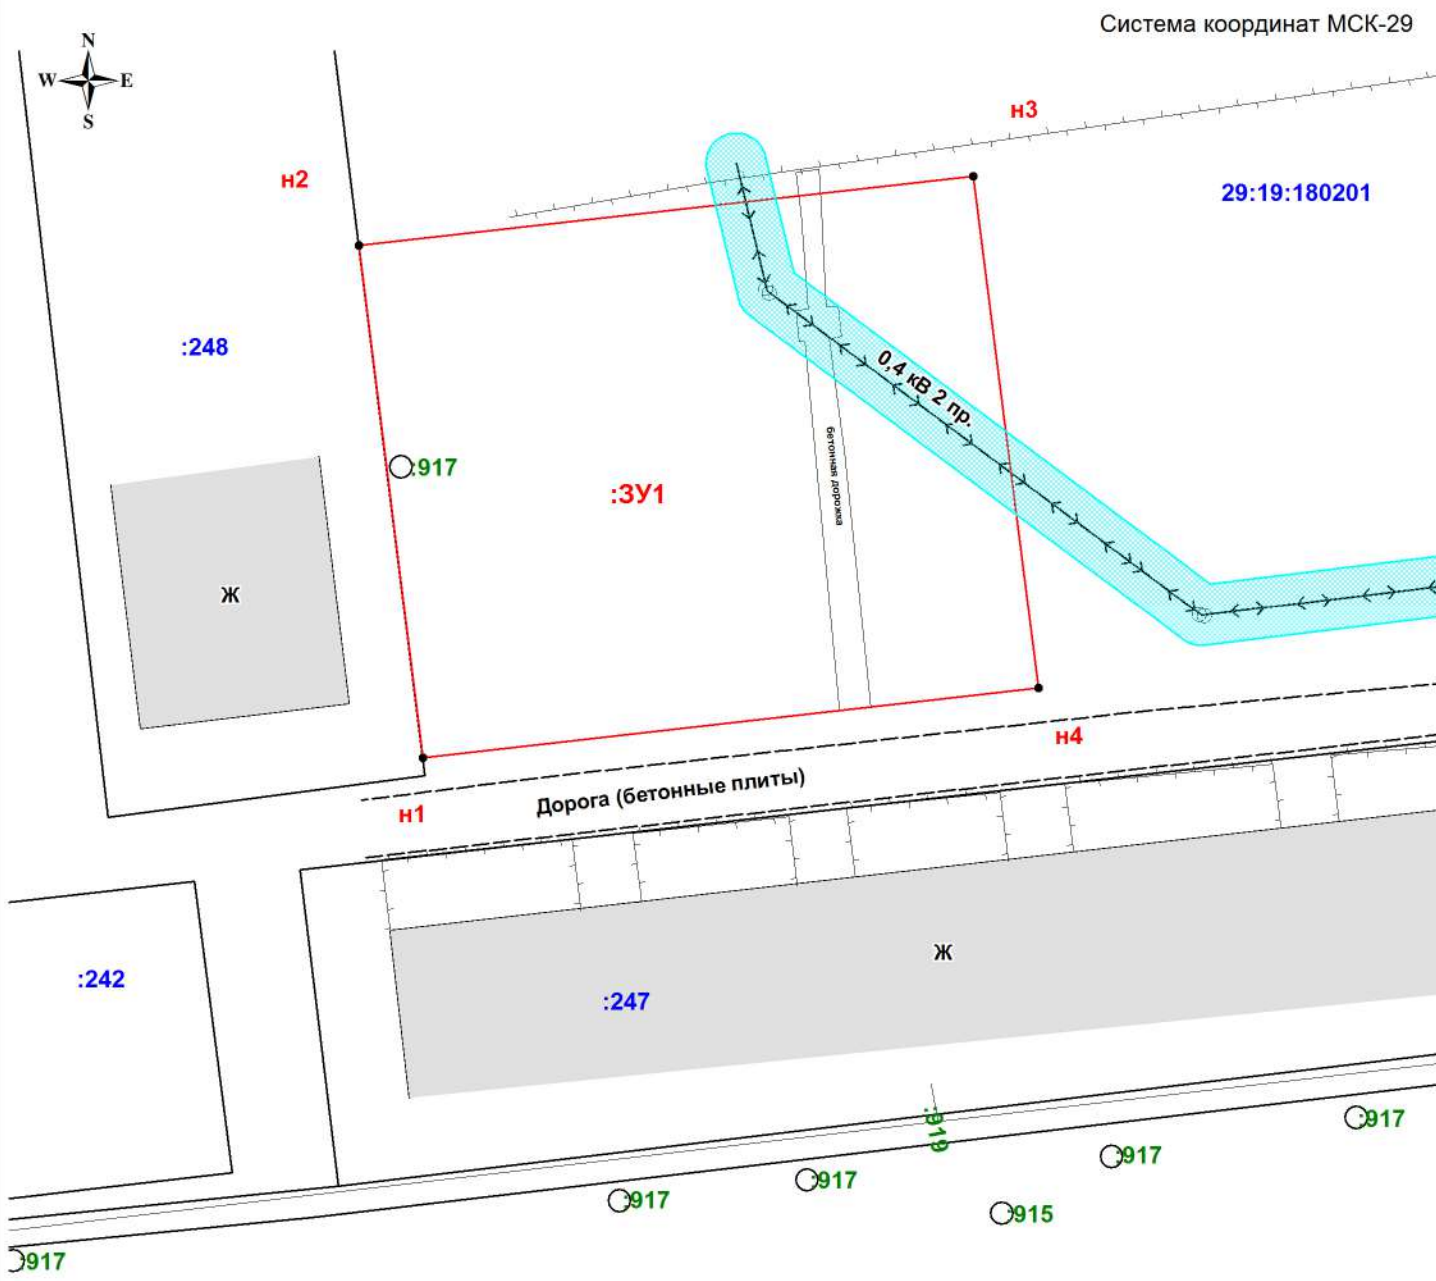 Система координат МСК-29
N
W E
S
н3
н2
29:19:180201
:248
0,4 кВ 2 пр.
:917
:ЗУ1
бетонная дорожка
Ж
н4
Дорога (бетонные плиты)
н1
Ж
:242
:247
:919
:917
:917
:917
:917
:915
:917